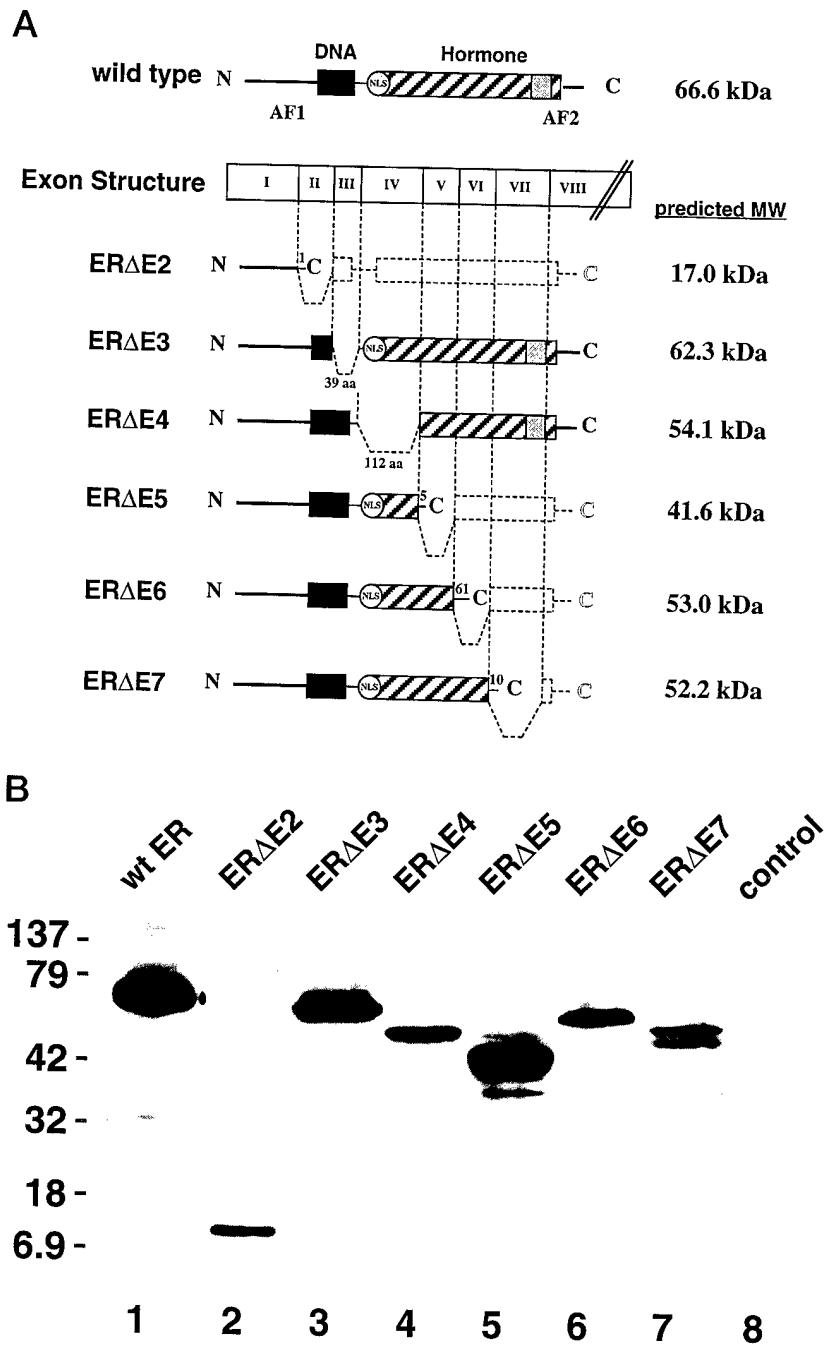 A
DNA Hormone
wild type N NLS C 66.6 kDa
AF1 AF2
Exon Structure I II III IV V VI VII VIII
predicted MW
ERΔE2 N 1 C C 17.0 kDa
ERΔE3 N NLS C 62.3 kDa
39 aa
ERΔE4 N C 54.1 kDa
112 aa
ERΔE5 N NLS 5 C C 41.6 kDa
ERΔE6 N NLS 61 C C 53.0 kDa
ERΔE7 N NLS 10 C C 52.2 kDa
B
wt ER ERΔE2 ERΔE3 ERΔE4 ERΔE5 ERΔE6 ERΔE7 control
137 -
79 -
42 -
32 -
18 -
6.9 -
1 2 3 4 5 6 7 8